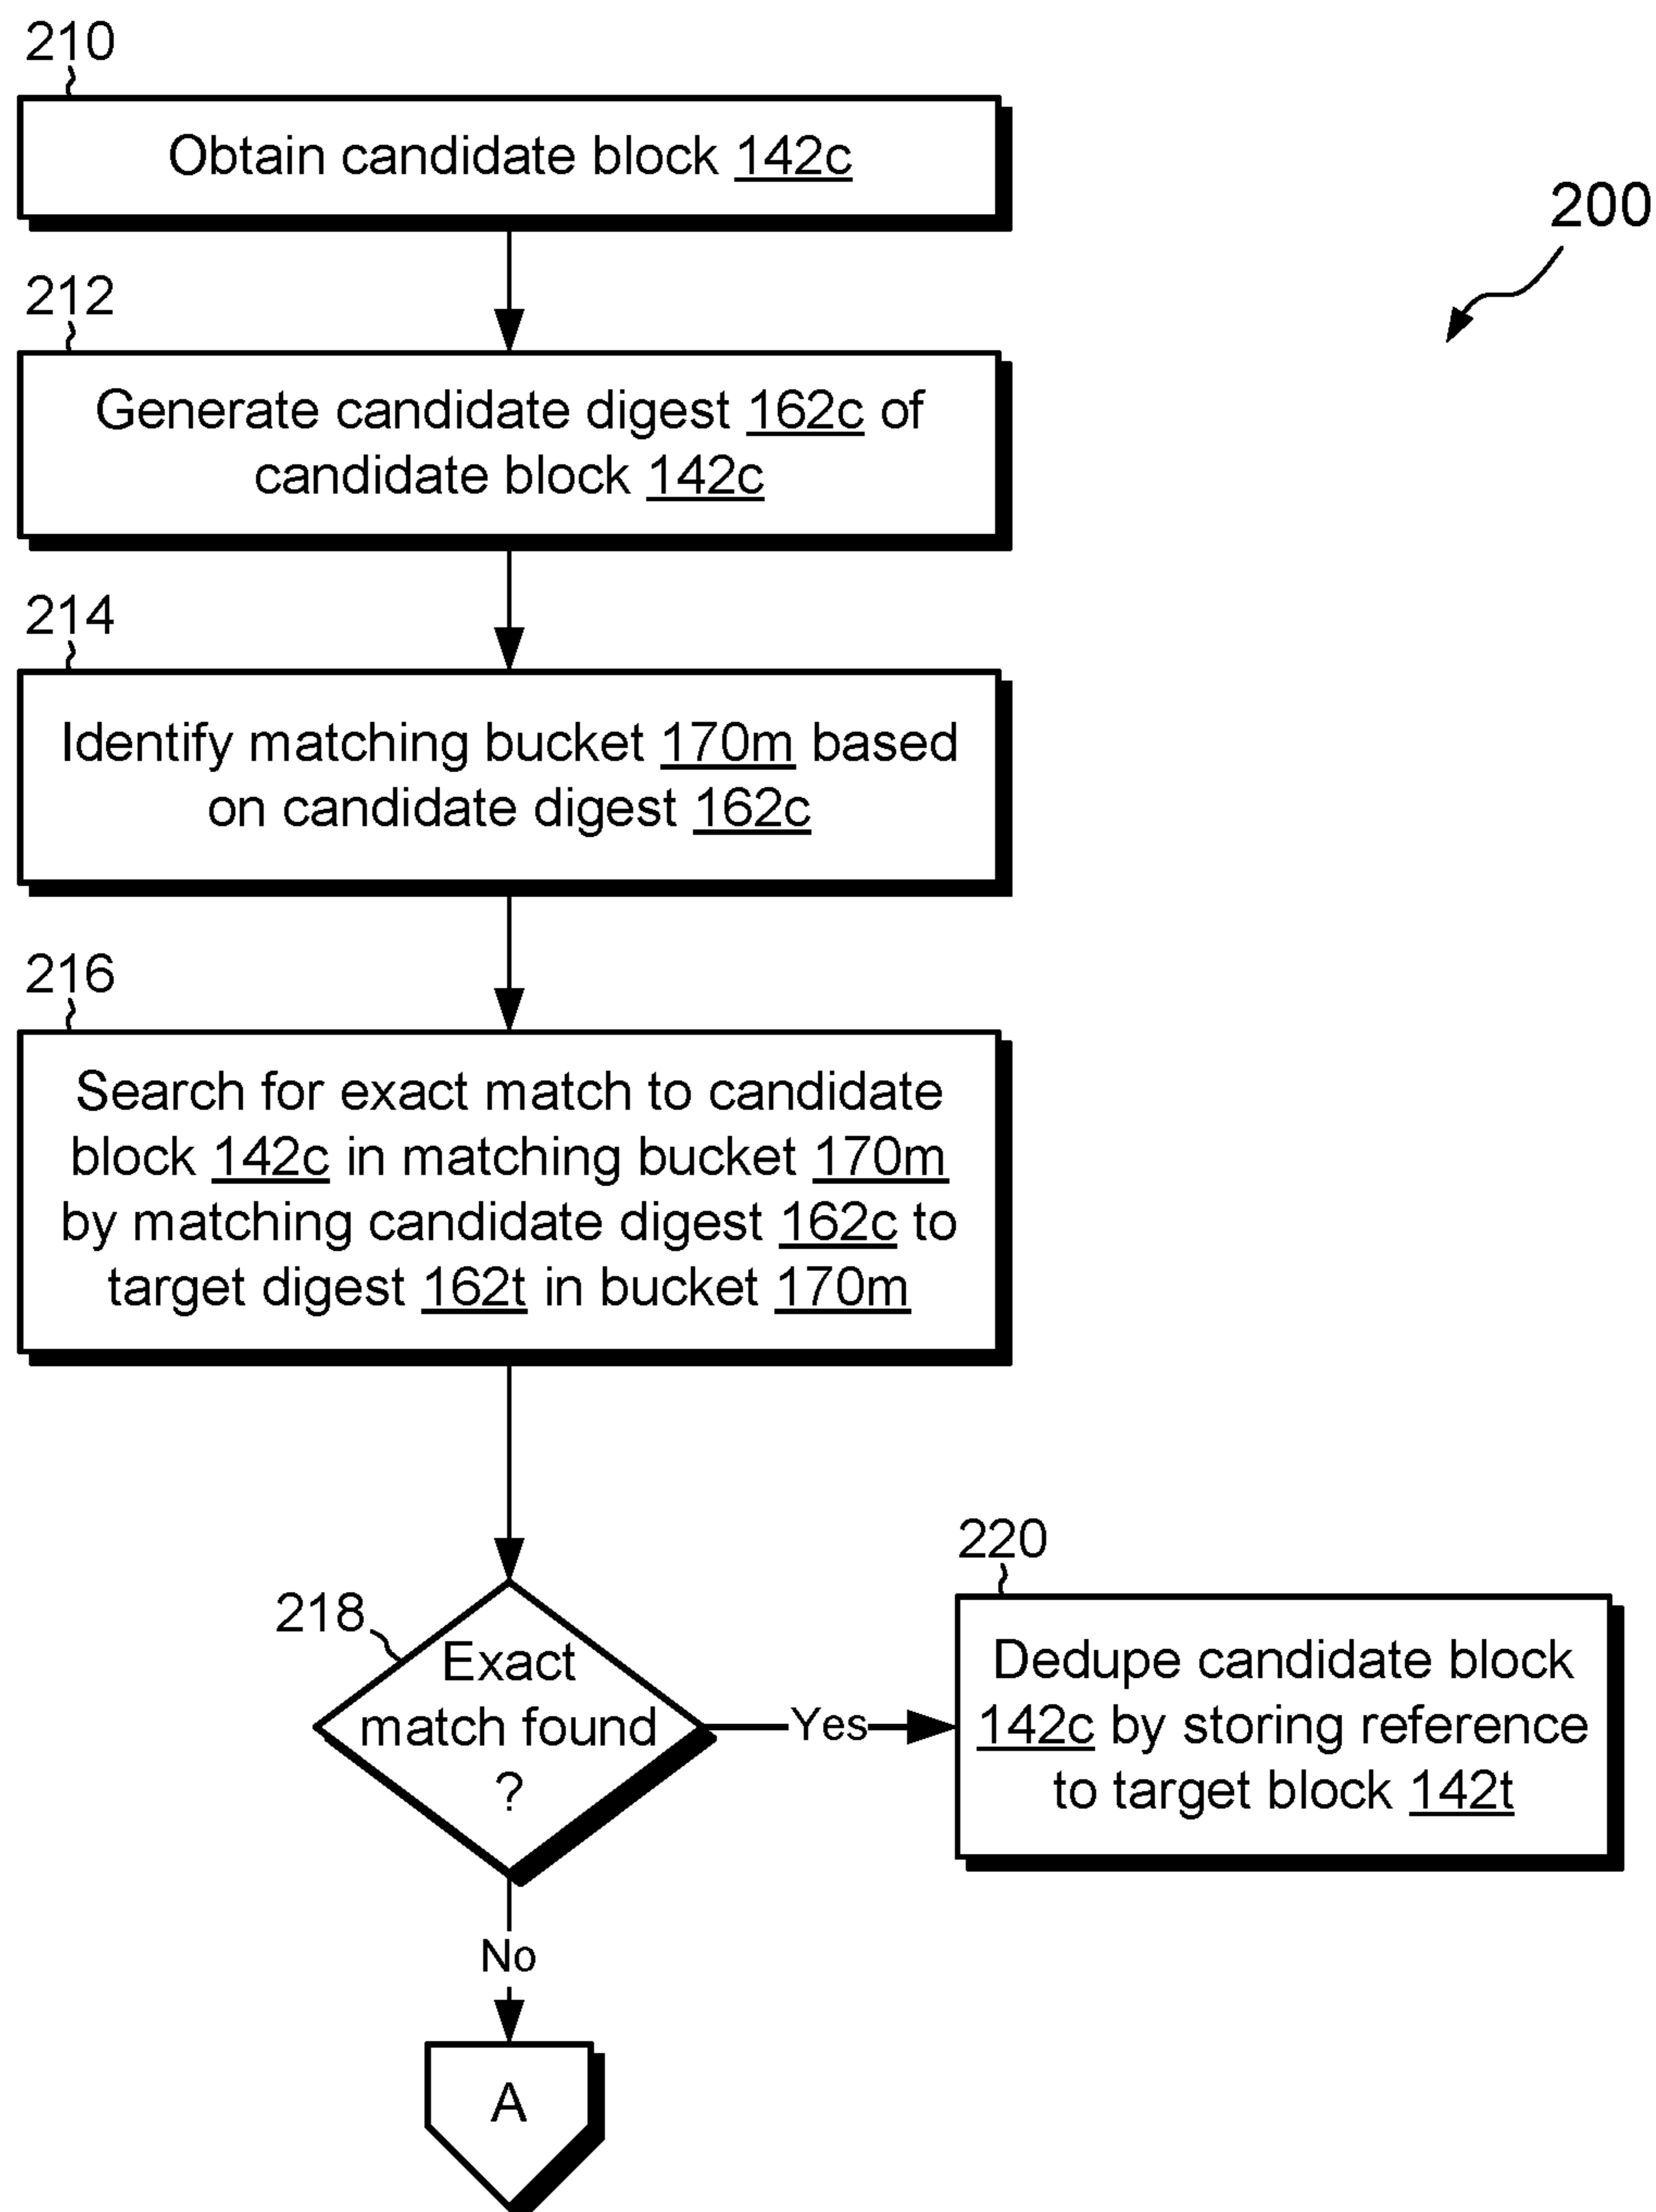 210
Obtain candidate block 142c
200
212
Generate candidate digest 162c of
candidate block 142c
214
Identify matching bucket 170m based
on candidate digest 162c
216
Search for exact match to candidate
block 142c in matching bucket 170m
by matching candidate digest 162c to
target digest 162t in bucket 170m
218
Exact
match found
?
Yes
220
Dedupe candidate block
142c by storing reference
to target block 142t
No
A